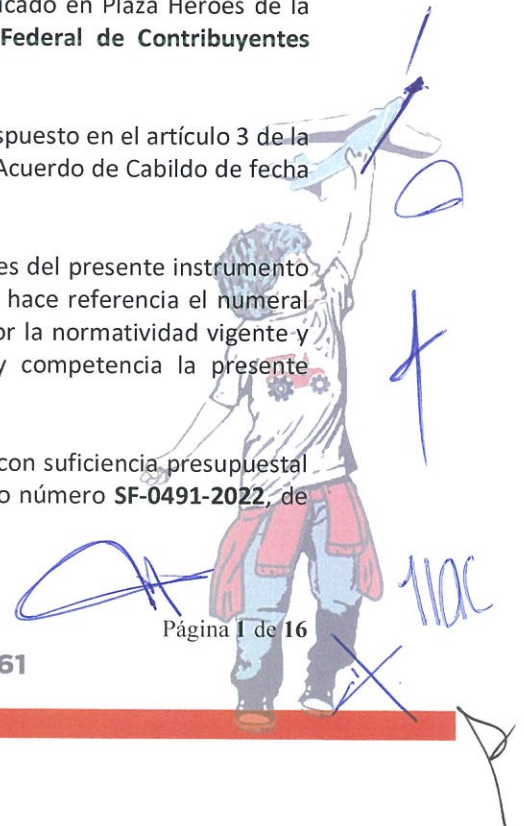 icado en Plaza Héroes de la
Federal de Contribuyentes
spuesto en el artículo 3 de la
Acuerdo de Cabildo de fecha
es del presente instrumento
hace referencia el numeral
or la normatividad vigente y
y competencia la presente
con suficiencia presupuestal
o número SF-0491-2022, de
Página 1 de 16
61